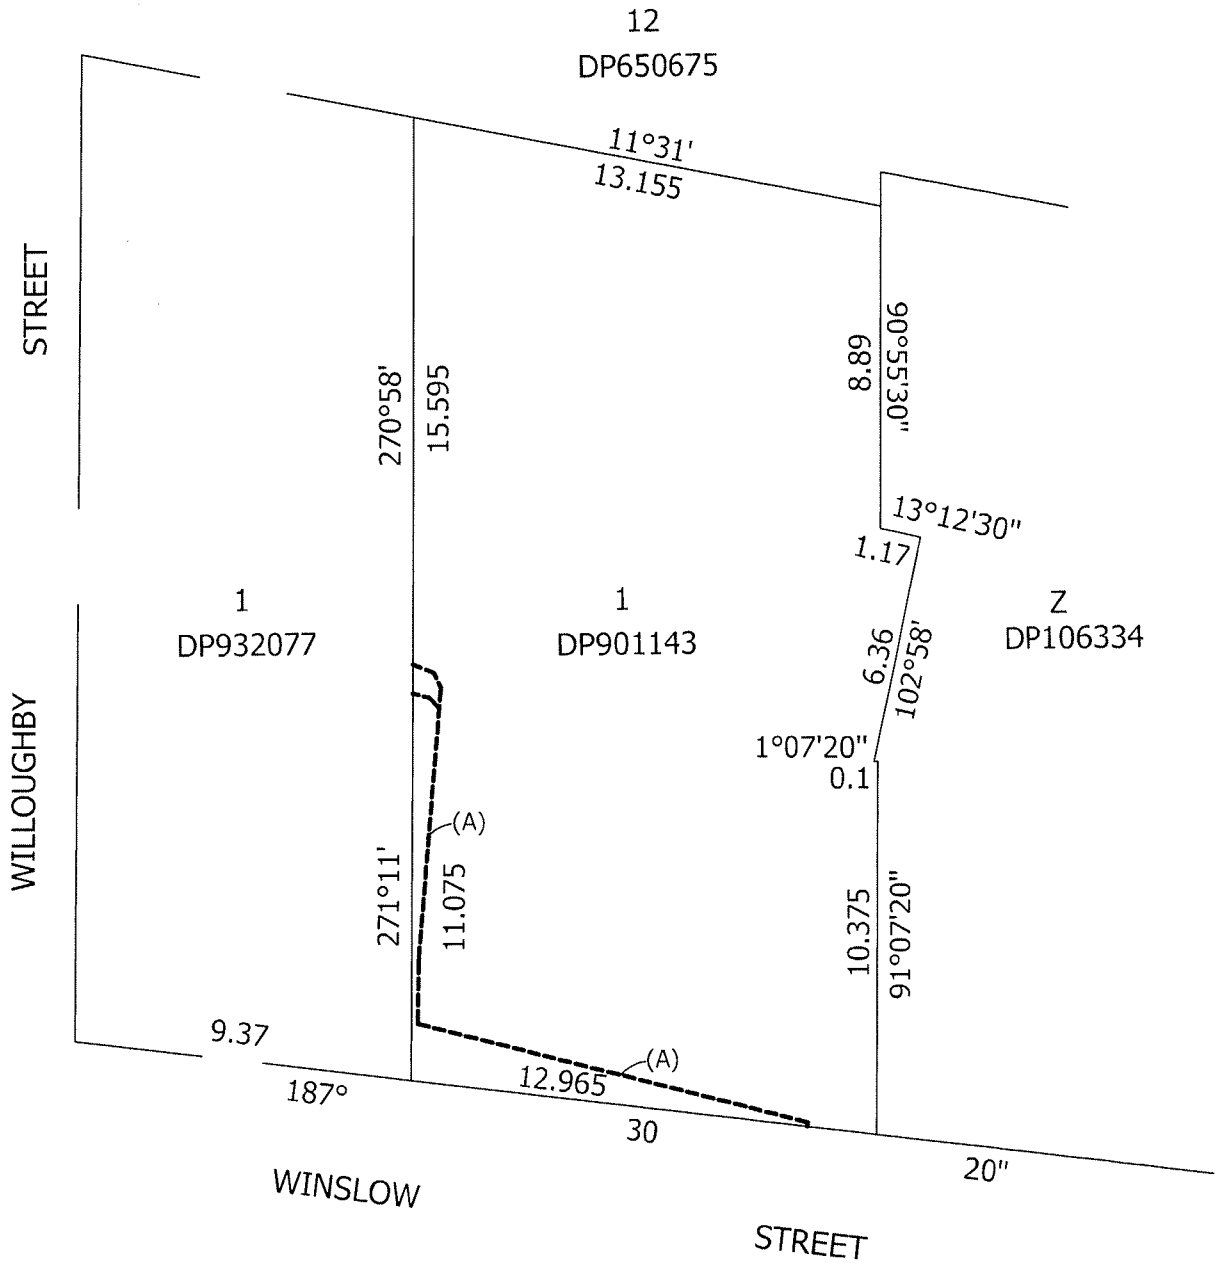 12
DP650675
11°31'
13.155
STREET
8.89
90°55'30"
270°58'
15.595
13°12'30"
1.17
1
DP932077
1
DP901143
Z
DP106334
6.36
102°58'
WILLOUGHBY
1°07'20"
0.1
(A)
271°11'
11.075
10.375
91°07'20"
9.37
(A)
12.965
187°
30
20"
WINSLOW
STREET